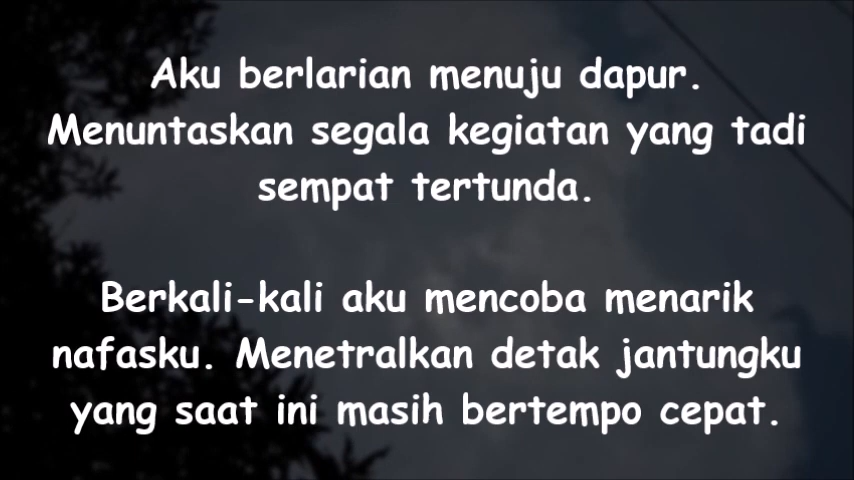 Aku berlarian menuju dapur.
Menuntaskan segala kegiatan yang tadi
sempat tertunda.
Berkali-kali aku mencoba menarik
nafasku. Menetralkan detak jantungku
yang saat ini masih bertempo cepat.